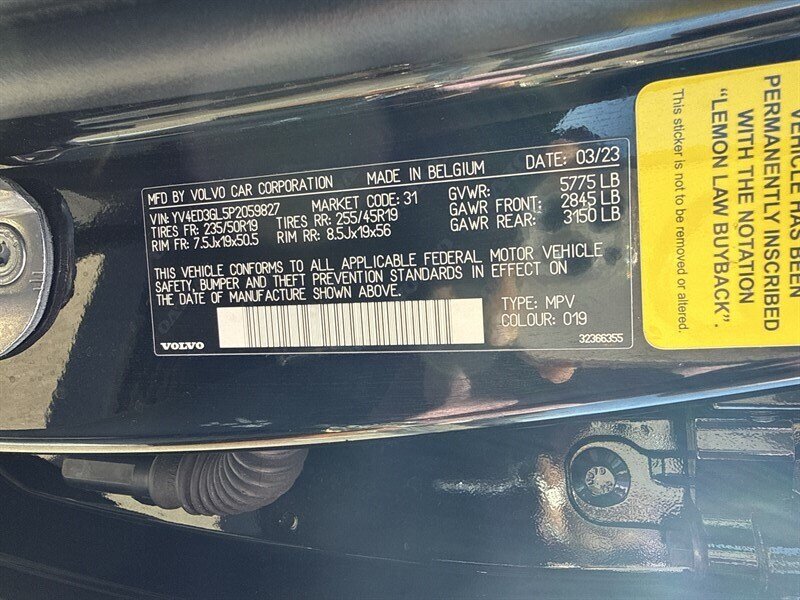 MFD BY VOLVO CAR CORPORATION MADE IN BELGIUM DATE: 03/23
VIN: YV4ED3GL5P2059827 MARKET CODE: 31 GVWR: 5775 LB
TIRES FR: 235/50R19 TIRES RR: 255/45R19 GAWR FRONT: 2845 LB
RIM FR: 7.5Jx19x50.5 RIM RR: 8.5Jx19x56 GAWR REAR: 3150 LB
THIS VEHICLE CONFORMS TO ALL APPLICABLE FEDERAL MOTOR VEHICLE
SAFETY, BUMPER AND THEFT PREVENTION STANDARDS IN EFFECT ON
THE DATE OF MANUFACTURE SHOWN ABOVE.
TYPE: MPV
COLOUR: 019
VOLVO
32366355
VEHICLE HAS BEEN
PERMANENTLY INSCRIBED
WITH THE NOTATION
"LEMON LAW BUYBACK".
This sticker is not to be removed or altered.